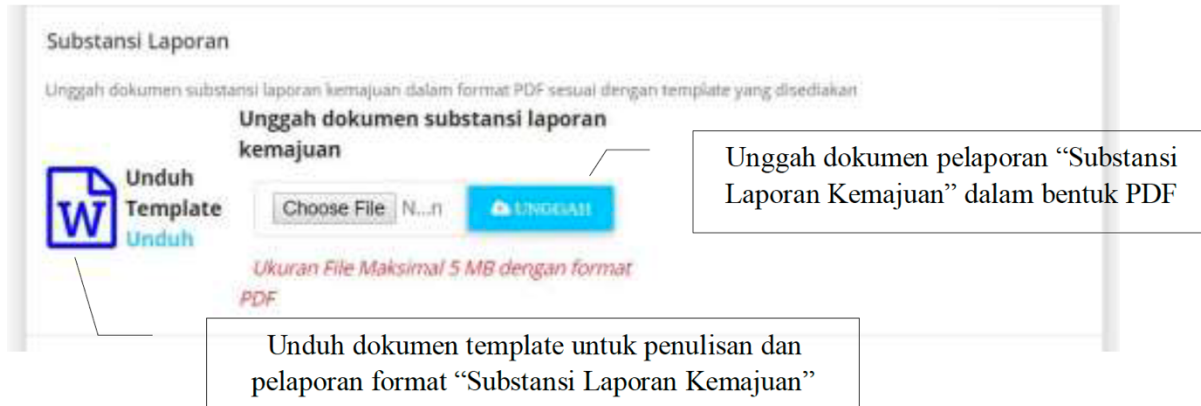 Substansi Laporan
Unggah dokumen substansi laporan kemajuan dalam format PDF sesuai dengan template yang disediakan
Unggah dokumen substansi laporan
kemajuan
W
Unduh
Template
Unduh
Choose File N...n
UNGGAH
Ukuran File Maksimal 5 MB dengan format
PDF
Unggah dokumen pelaporan “Substansi
Laporan Kemajuan” dalam bentuk PDF
Unduh dokumen template untuk penulisan dan
pelaporan format “Substansi Laporan Kemajuan”